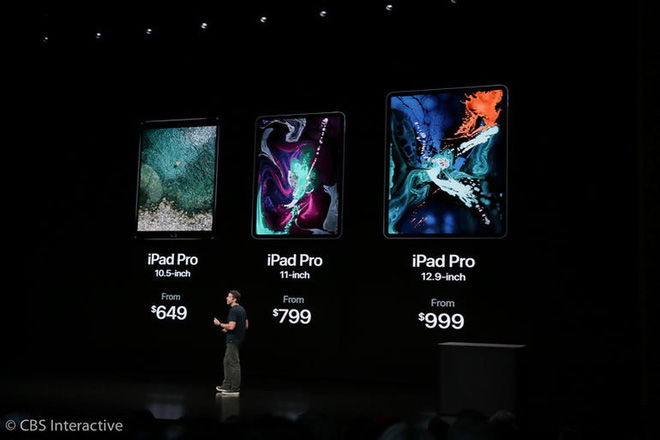 iPad Pro
10.5-inch
From
$649
iPad Pro
11-inch
From
$799
iPad Pro
12.9-inch
From
$999
© CBS Interactive